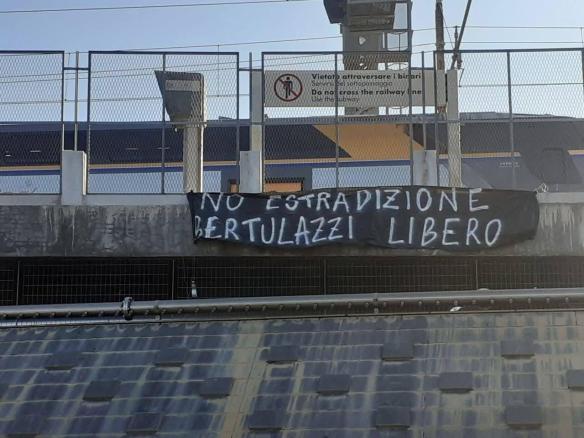 Vietato attraversare i binari
Servirsi del sottopassaggio
Do not cross the railway line
Use the subway
NO ESTRADIZIONE
BERTULAZZI LIBERO